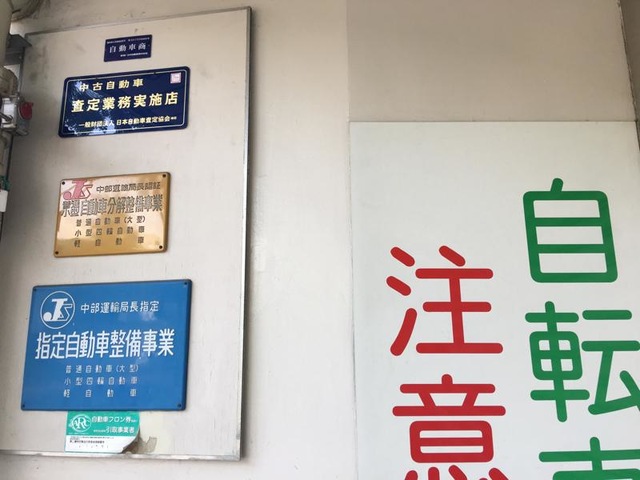 自動車商
中古自動車
査定業務実施店
一般財団法人 日本自動車査定協会
中部運輸局長認証
自動車分解整備事業
普通自動車(大型)
小型四輪自動車
軽自動車
中部運輸局長指定
指定自動車整備事業
普通自動車(大型)
小型四輪自動車
軽自動車
ARC
自動車フロン券
引取事業者
自転車
注意